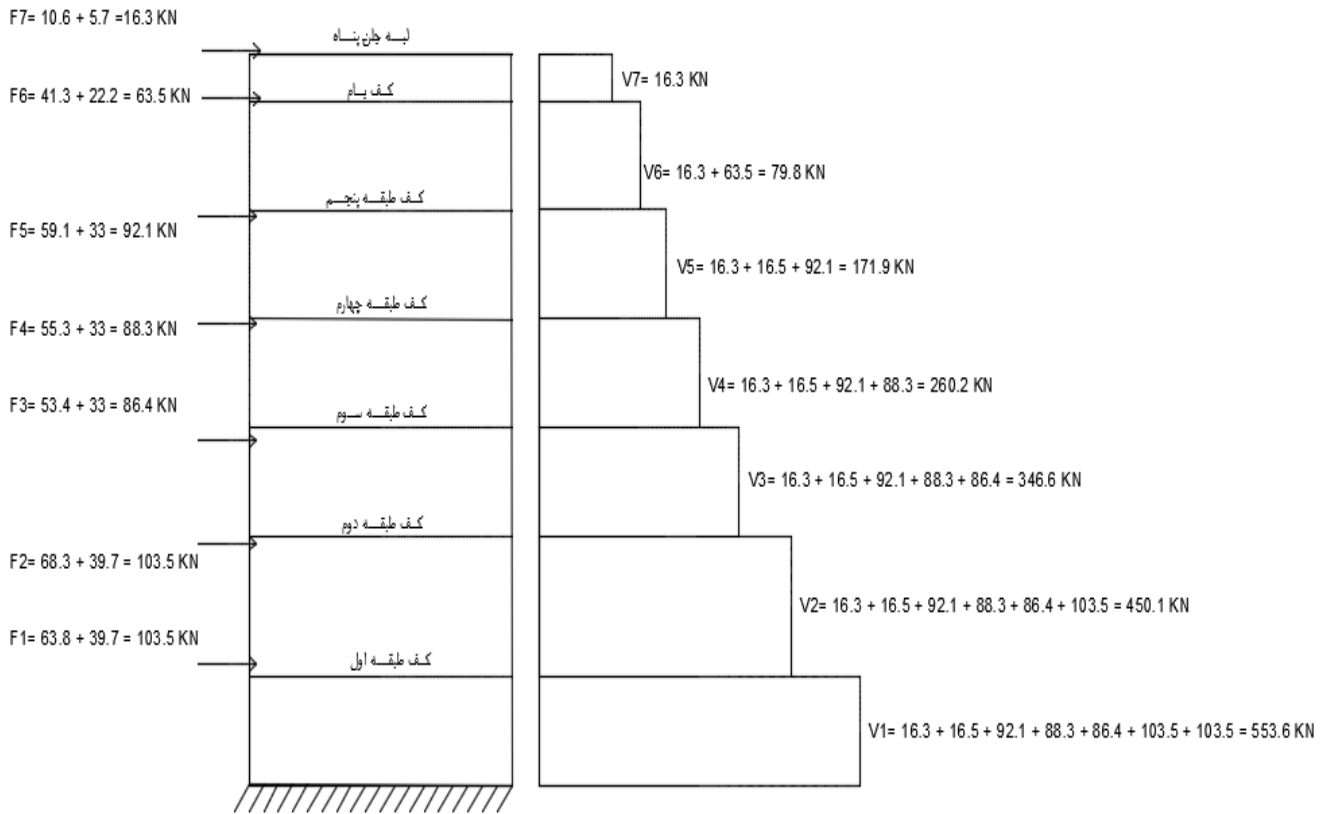 F7= 10.6 + 5.7 =16.3 KN
لبه جان پناه
V7= 16.3 KN
F6= 41.3 + 22.2 = 63.5 KN
کف بام
V6= 16.3 + 63.5 = 79.8 KN
کف طبقه پنجم
F5= 59.1 + 33 = 92.1 KN
V5= 16.3 + 16.5 + 92.1 = 171.9 KN
کف طبقه چهارم
F4= 55.3 + 33 = 88.3 KN
V4= 16.3 + 16.5 + 92.1 + 88.3 = 260.2 KN
F3= 53.4 + 33 = 86.4 KN
کف طبقه سوم
V3= 16.3 + 16.5 + 92.1 + 88.3 + 86.4 = 346.6 KN
کف طبقه دوم
F2= 68.3 + 39.7 = 103.5 KN
V2= 16.3 + 16.5 + 92.1 + 88.3 + 86.4 + 103.5 = 450.1 KN
F1= 63.8 + 39.7 = 103.5 KN
کف طبقه اول
V1= 16.3 + 16.5 + 92.1 + 88.3 + 86.4 + 103.5 + 103.5 = 553.6 KN